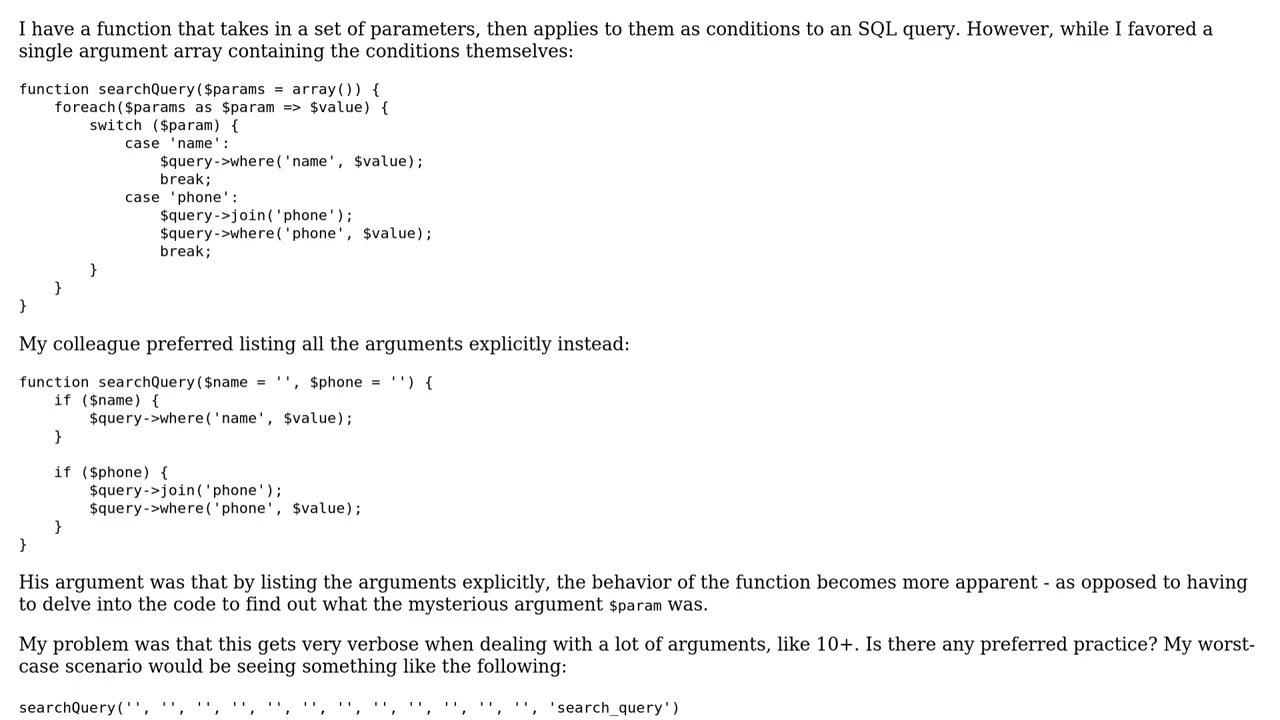 I have a function that takes in a set of parameters, then applies to them as conditions to an SQL query. However, while I favored a
single argument array containing the conditions themselves:
function searchQuery($params = array()) {
    foreach($params as $param => $value) {
        switch ($param) {
            case 'name':
                $query->where('name', $value);
                break;
            case 'phone':
                $query->join('phone');
                $query->where('phone', $value);
                break;
        }
    }
}
My colleague preferred listing all the arguments explicitly instead:
function searchQuery($name = '', $phone = '') {
    if ($name) {
        $query->where('name', $value);
    }
    if ($phone) {
        $query->join('phone');
        $query->where('phone', $value);
    }
}
His argument was that by listing the arguments explicitly, the behavior of the function becomes more apparent - as opposed to having
to delve into the code to find out what the mysterious argument $param was.
My problem was that this gets very verbose when dealing with a lot of arguments, like 10+. Is there any preferred practice? My worst-
case scenario would be seeing something like the following:
searchQuery('', '', '', '', '', '', '', '', '', '', '', '', 'search_query')